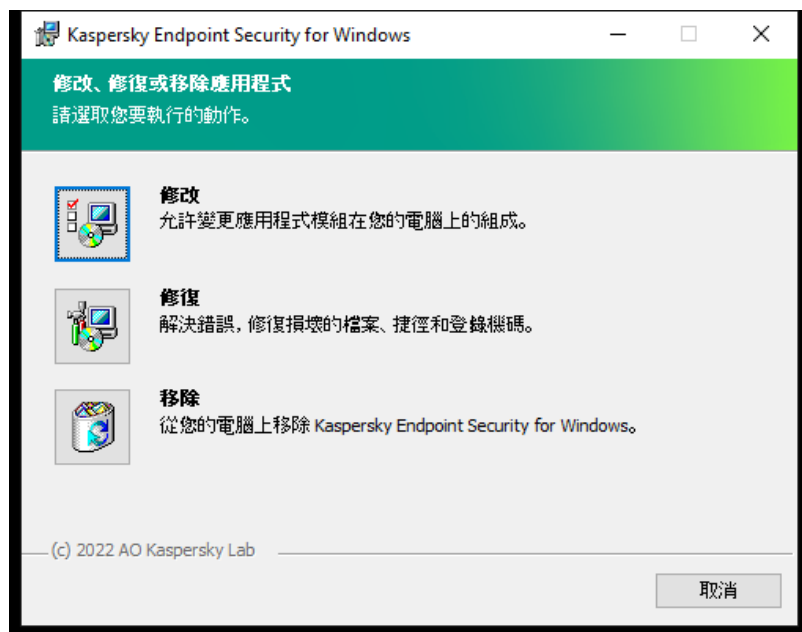 Kaspersky Endpoint Security for Windows
修改、修復或移除應用程式
請選取您要執行的動作。
修改
允許變更應用程式模組在您的電腦上的組成。
修復
解決錯誤，修復損壞的檔案、捷徑和登錄機碼。
移除
從您的電腦上移除 Kaspersky Endpoint Security for Windows。
(c) 2022 AO Kaspersky Lab
取消